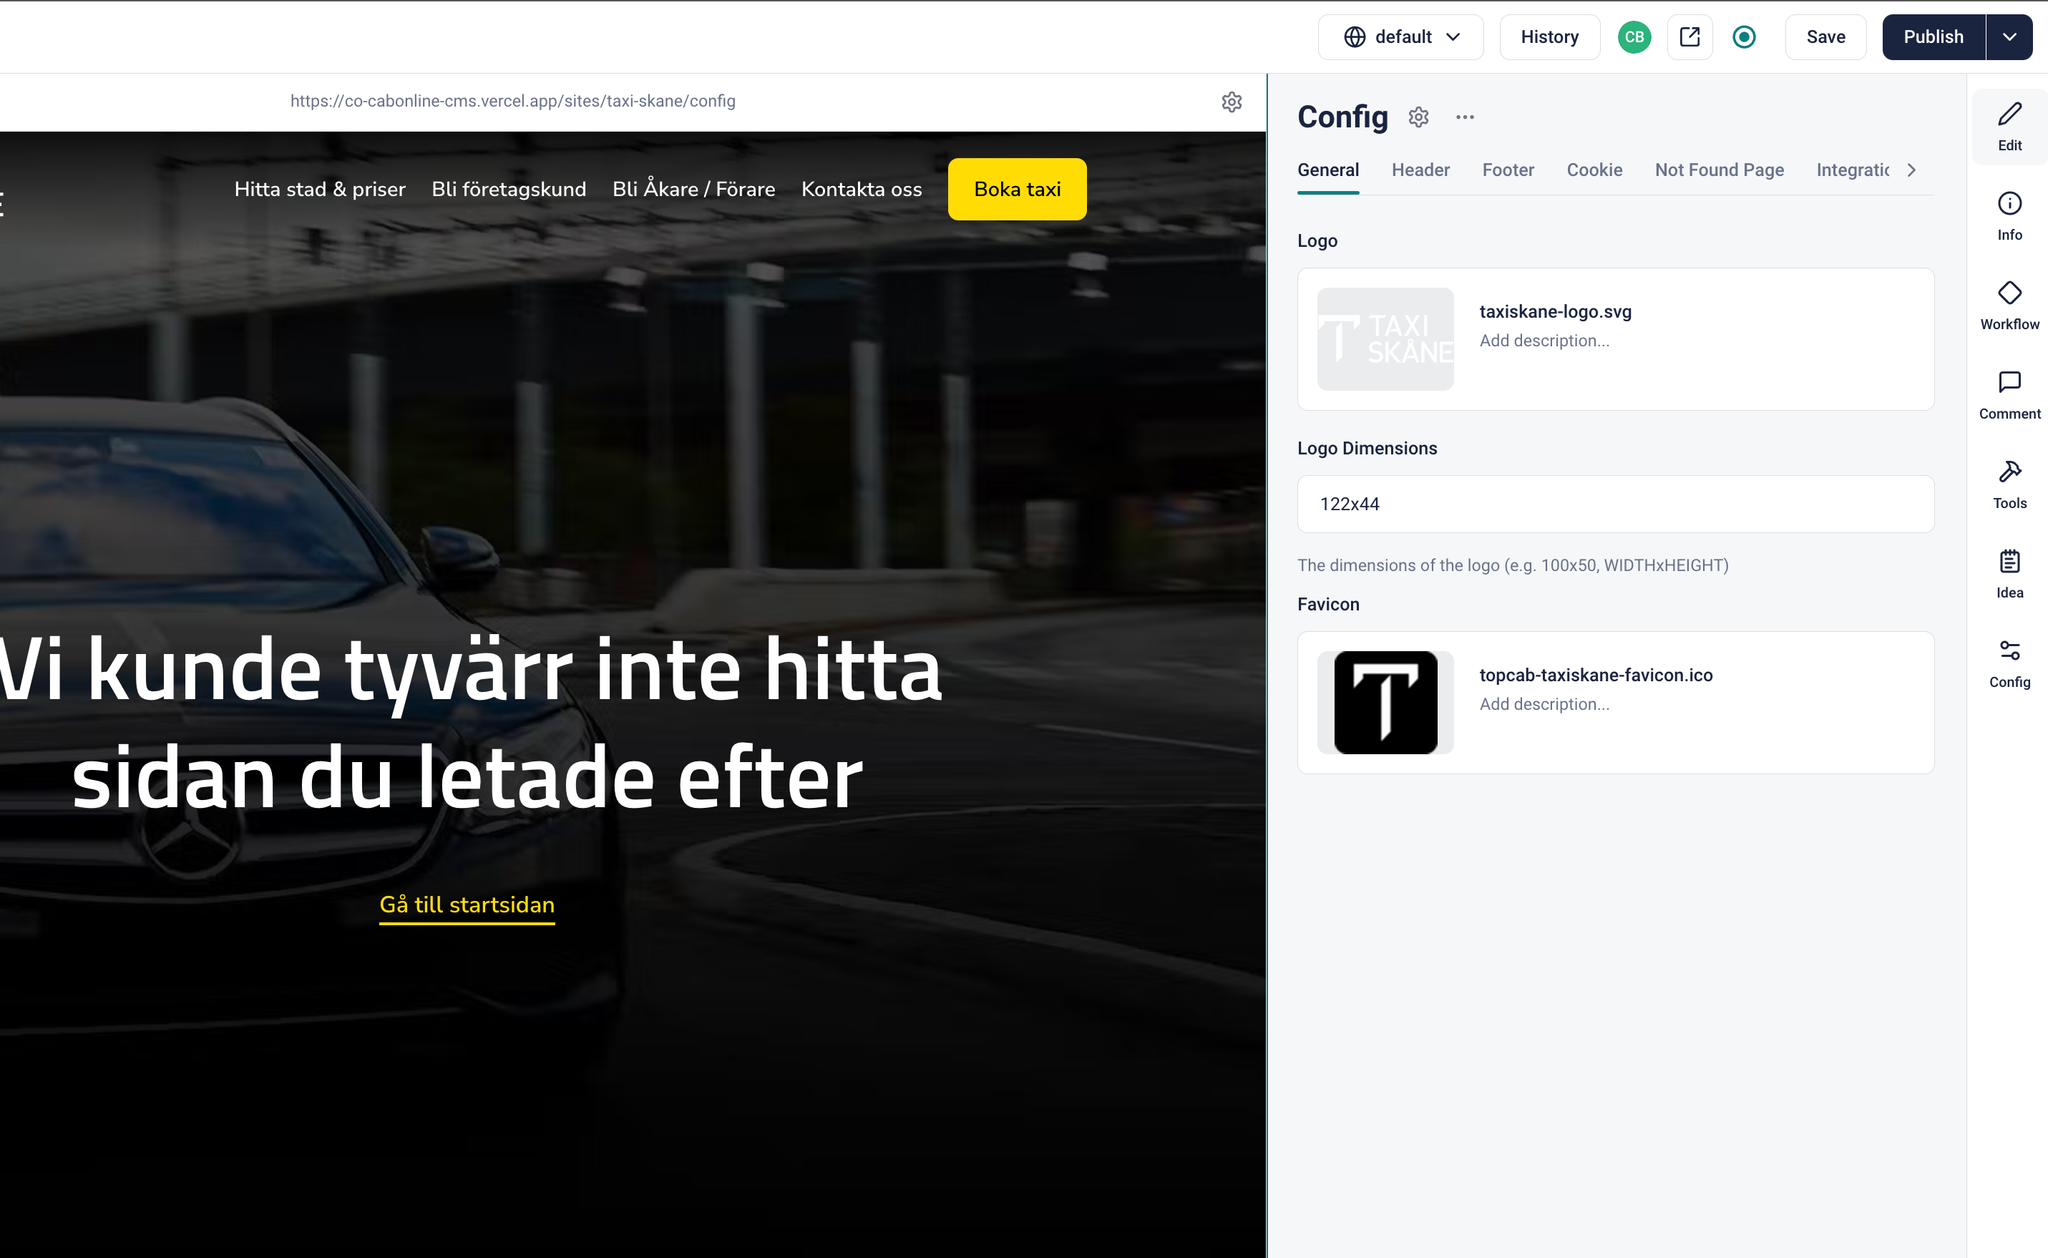 default
History
CB
Save
Publish
https://co-cabonline-cms.vercel.app/sites/taxi-skane/config
E
Hitta stad & priser
Bli företagskund
Bli Åkare / Förare
Kontakta oss
Boka taxi
Vi kunde tyvärr inte hitta
sidan du letade efter
Gå till startsidan
Config
General
Header
Footer
Cookie
Not Found Page
Integratic
Logo
TAXI
SKÅNE
taxiskane-logo.svg
Add description...
Logo Dimensions
122x44
The dimensions of the logo (e.g. 100x50, WIDTHxHEIGHT)
Favicon
T
topcab-taxiskane-favicon.ico
Add description...
Edit
Info
Workflow
Comment
Tools
Idea
Config